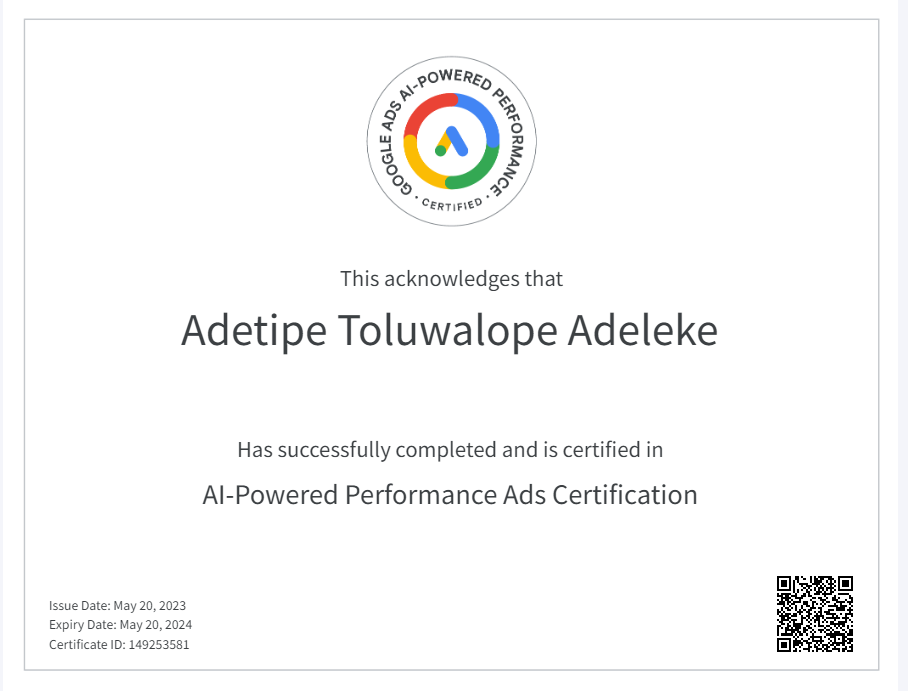 GOOGLE ADS AI-POWERED PERFORMANCE
· CERTIFIED ·
This acknowledges that
Adetipe Toluwalope Adeleke
Has successfully completed and is certified in
AI-Powered Performance Ads Certification
Issue Date: May 20, 2023
Expiry Date: May 20, 2024
Certificate ID: 149253581